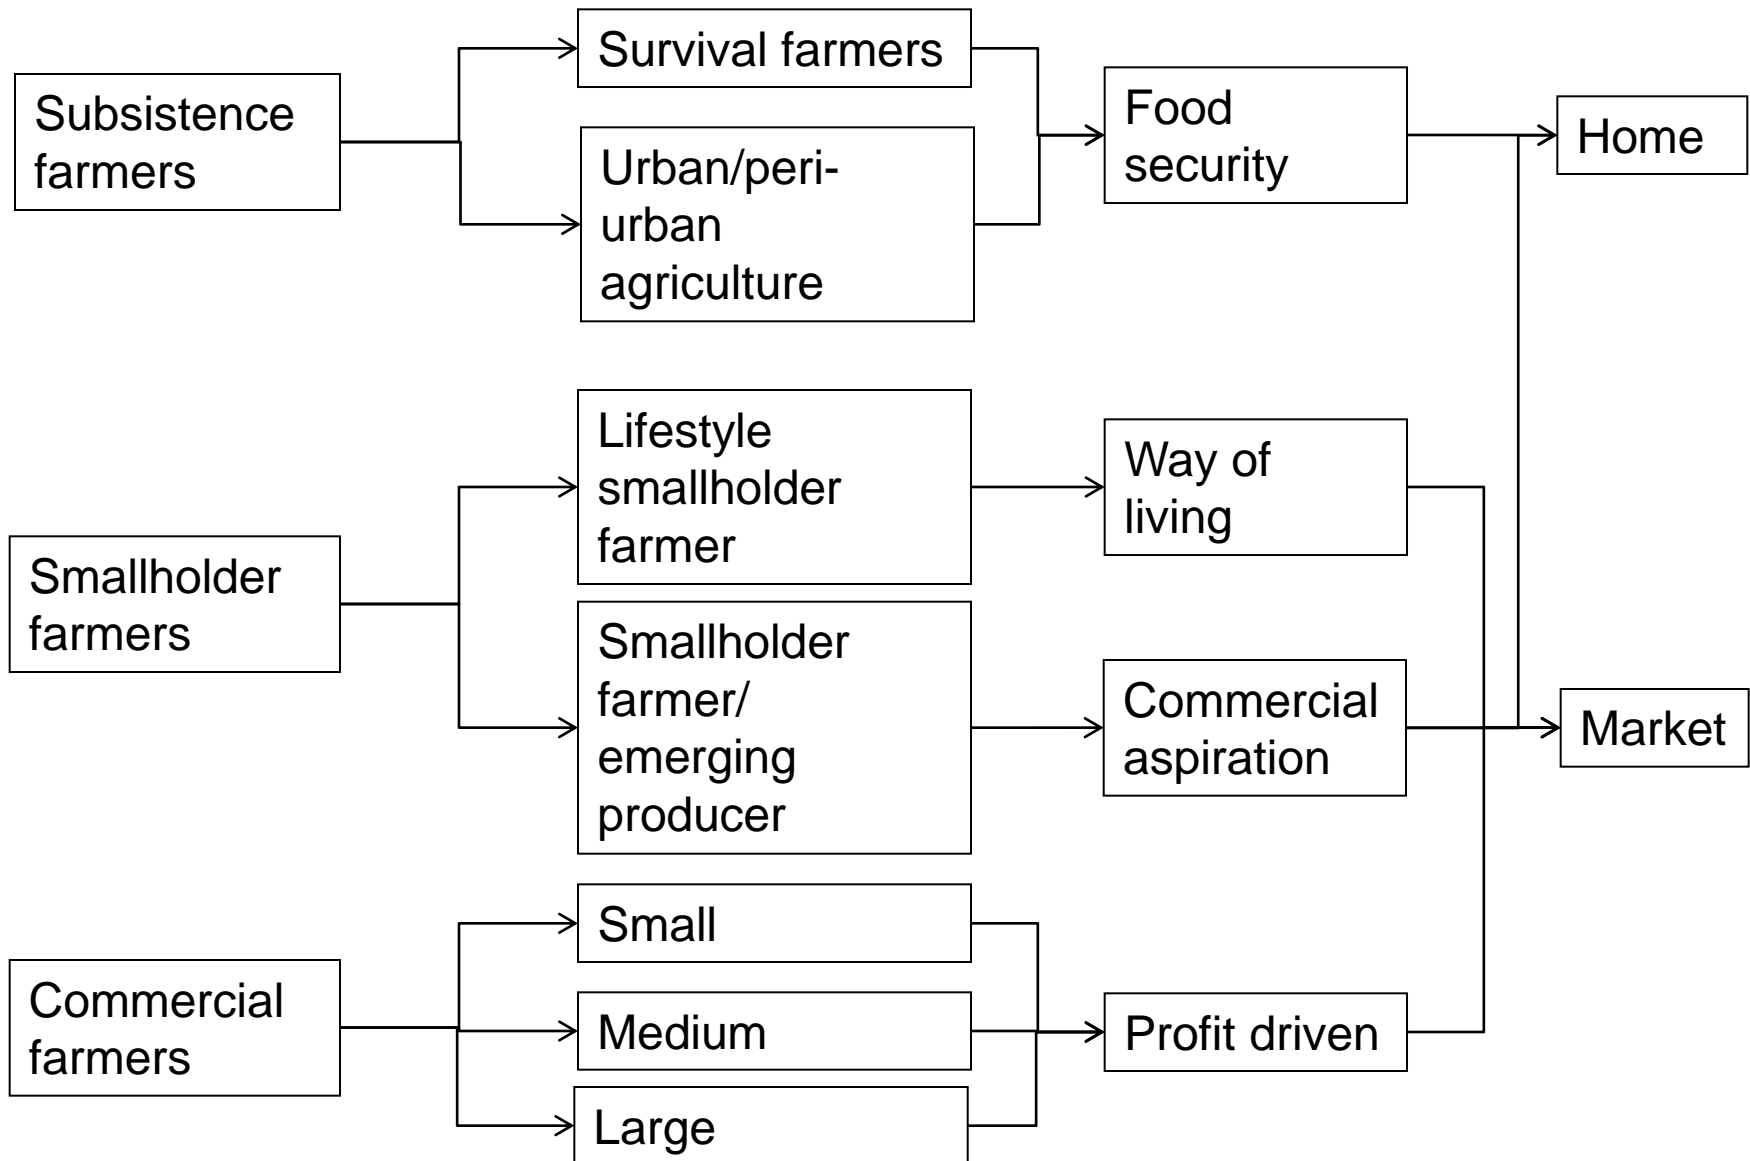 Survival farmers
Subsistence
farmers
Urban/peri-
urban
agriculture
Food
security
Home
Lifestyle
smallholder
farmer
Way of
living
Smallholder
farmers
Smallholder
farmer/
emerging
producer
Commercial
aspiration
Market
Small
Commercial
farmers
Medium
Profit driven
Large